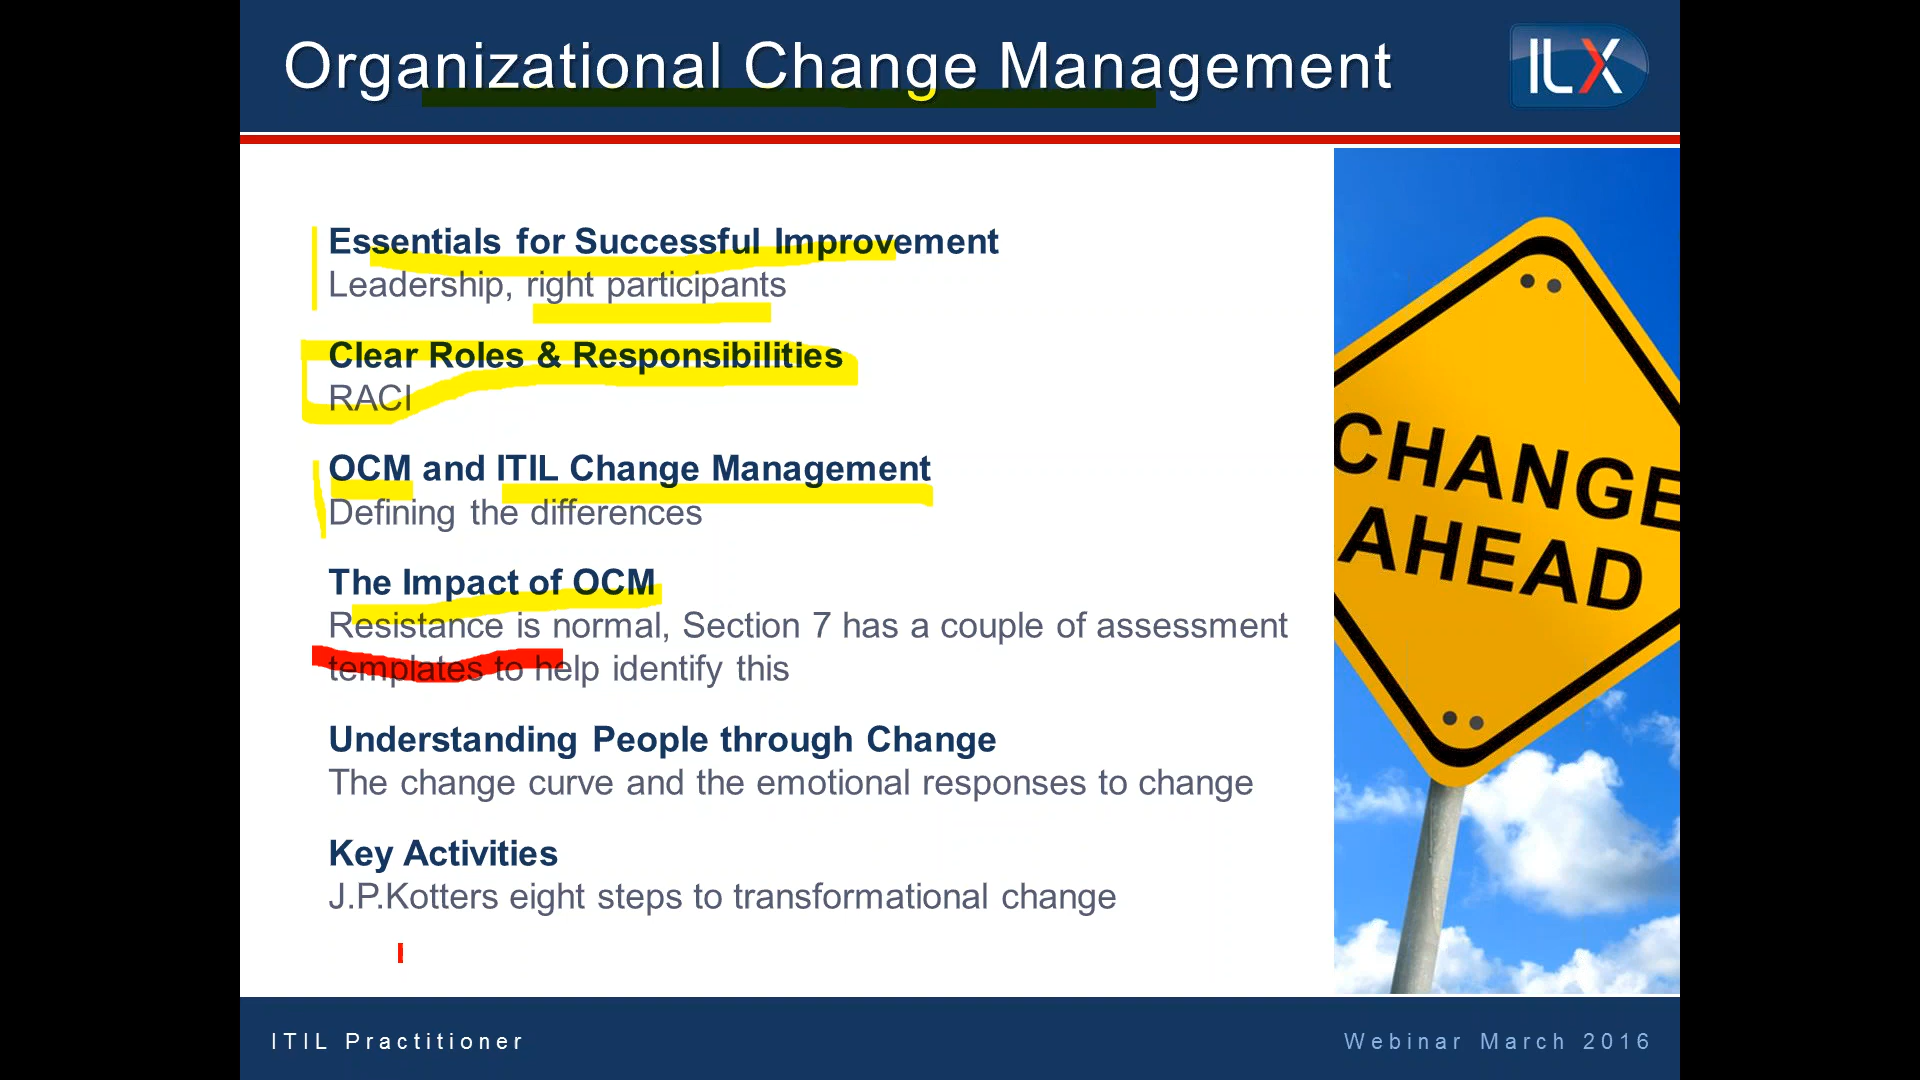 Organizational Change Management
ILX
Essentials for Successful Improvement
Leadership, right participants
Clear Roles & Responsibilities
RACI
OCM and ITIL Change Management
Defining the differences
The Impact of OCM
Resistance is normal, Section 7 has a couple of assessment
templates to help identify this
Understanding People through Change
The change curve and the emotional responses to change
Key Activities
J.P.Kotters eight steps to transformational change
CHANGE
AHEAD
ITIL Practitioner
Webinar March 2016